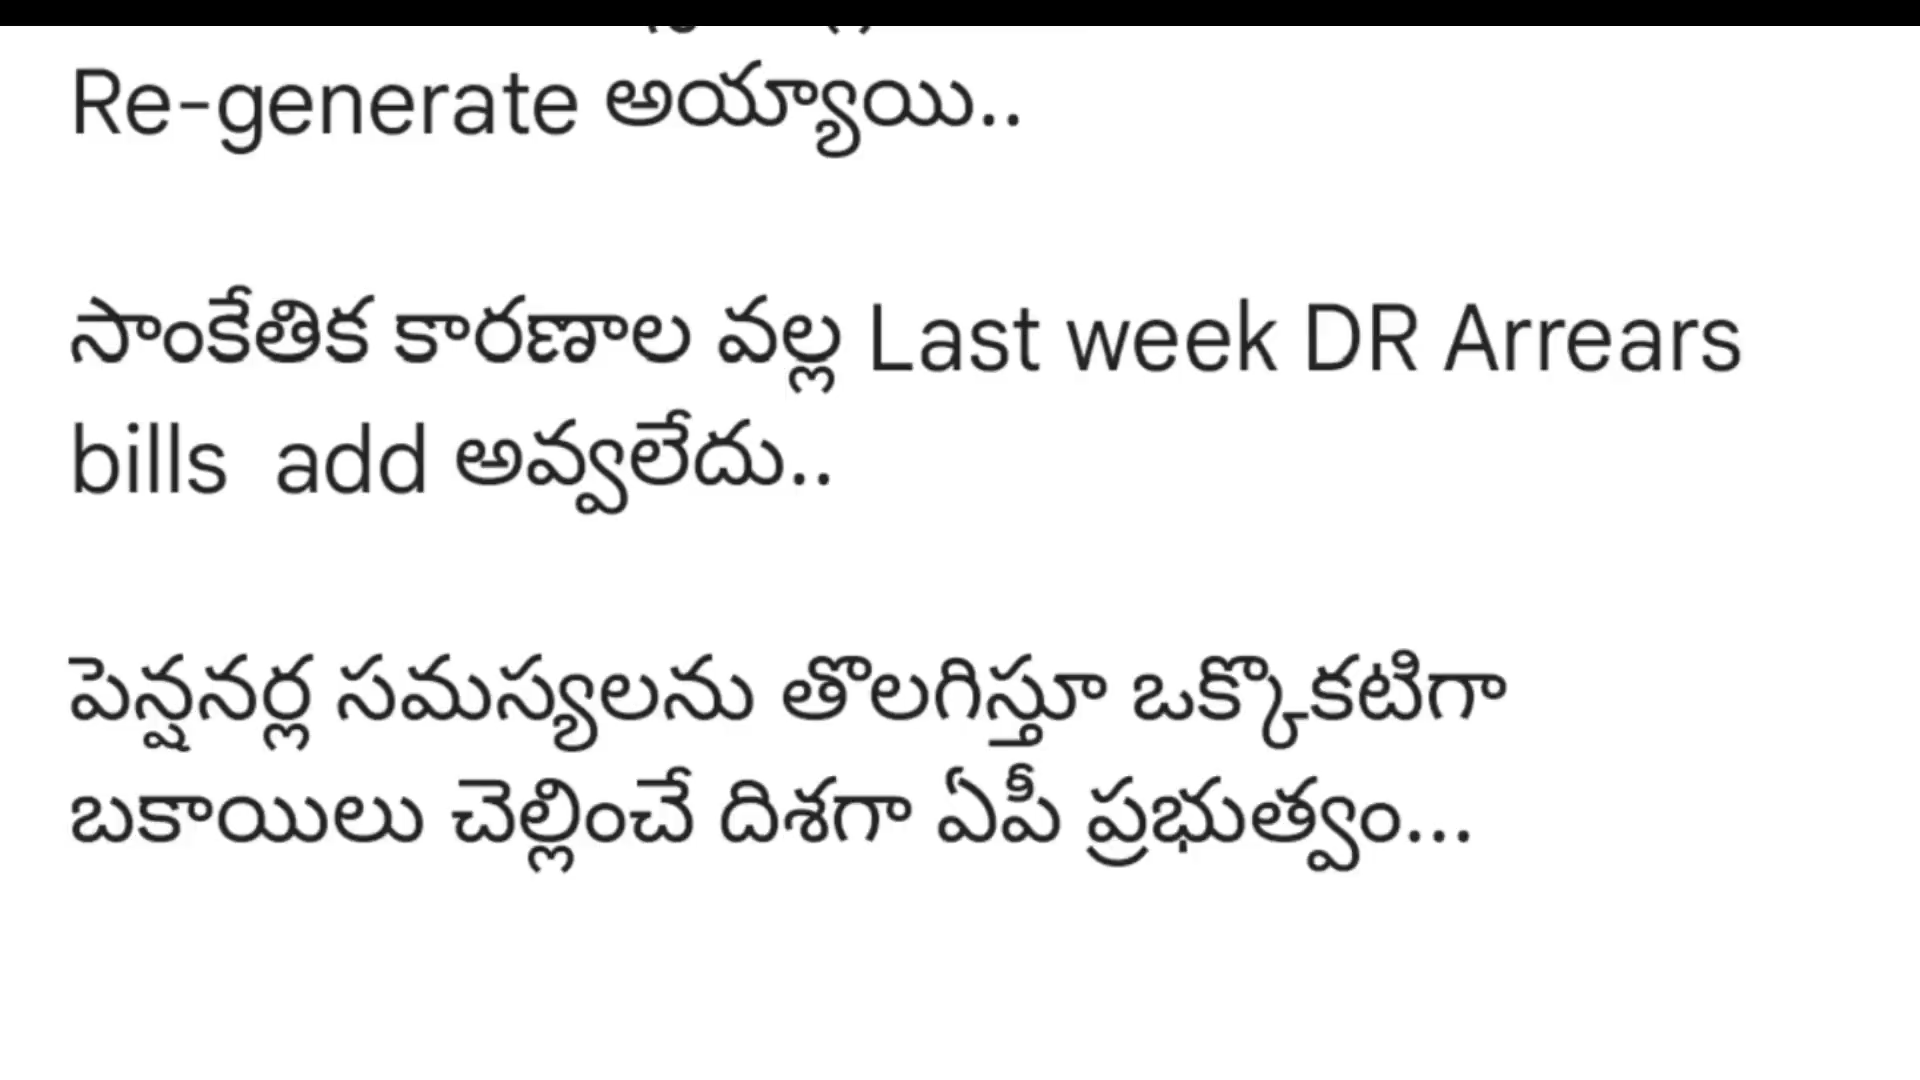 Re-generate అయ్యాయి..
సాంకేతిక కారణాల వల్ల Last week DR Arrears
bills add అవ్వలేదు..
పెన్షనర్ల సమస్యలను తొలగిస్తూ ఒక్కొకటిగా
బకాయిలు చెల్లించే దిశగా ఏపీ ప్రభుత్వం...